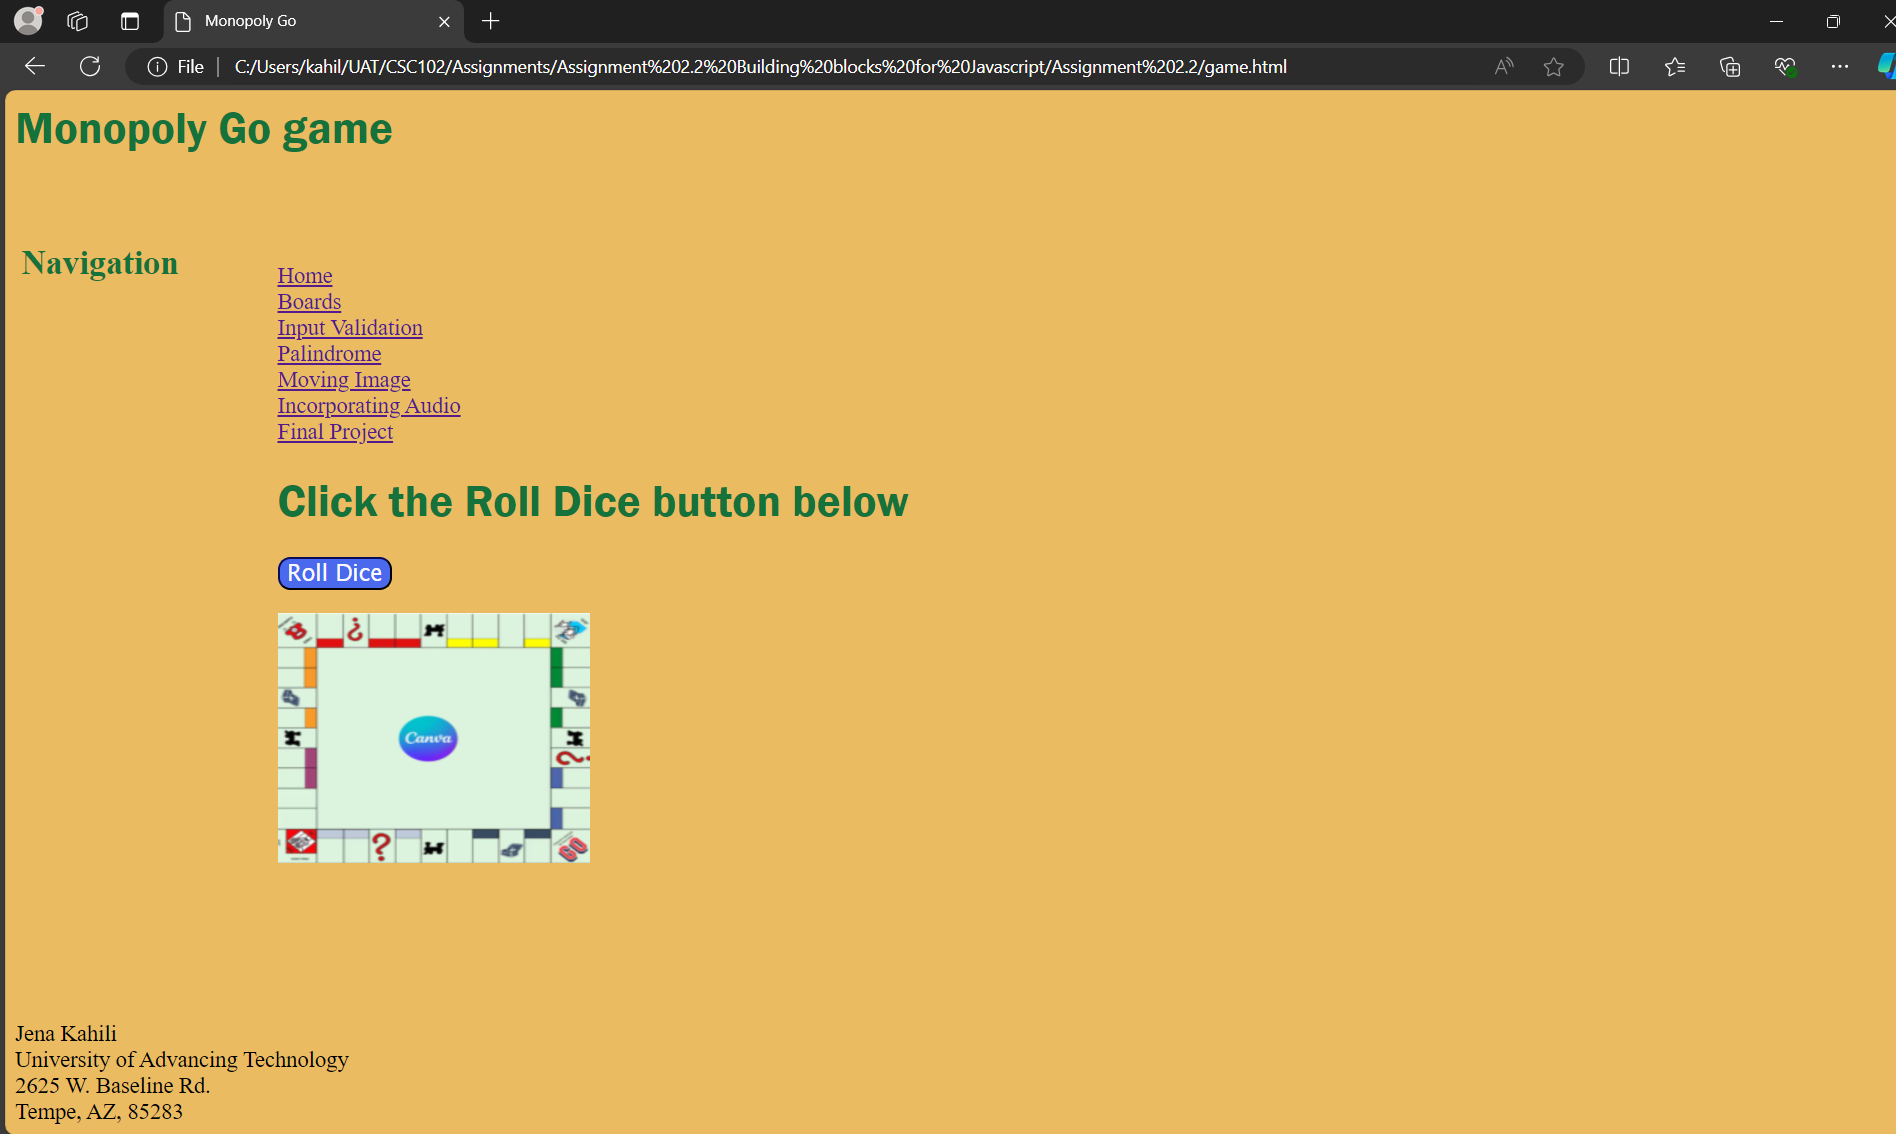 Monopoly Go
File
C:/Users/kahil/UAT/CSC102/Assignments/Assignment%202.2%20Building%20blocks%20for%20Javascript/Assignment%202.2/game.html
Monopoly Go game
Navigation
Home
Boards
Input Validation
Palindrome
Moving Image
Incorporating Audio
Final Project
Click the Roll Dice button below
Roll Dice
?
Canva
?
?
GO
Jena Kahili
University of Advancing Technology
2625 W. Baseline Rd.
Tempe, AZ, 85283